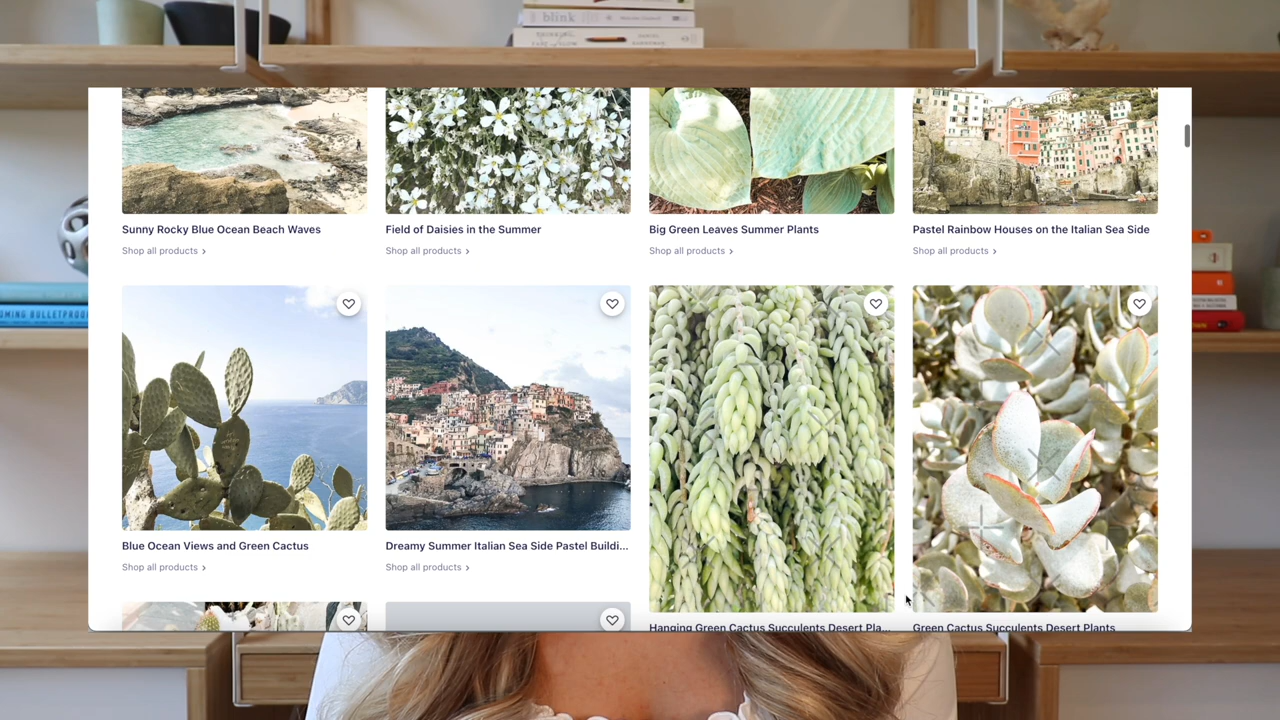 blink
Sunny Rocky Blue Ocean Beach Waves
Field of Daisies in the Summer
Big Green Leaves Summer Plants
Pastel Rainbow Houses on the Italian Sea Side
Shop all products >
Shop all products >
Shop all products >
Shop all products >
OMING BULLETPROOF
Blue Ocean Views and Green Cactus
Dreamy Summer Italian Sea Side Pastel Buildi...
Shop all products >
Shop all products >
Hanging Green Cactus Succulents Desert Pla...
Green Cactus Succulents Desert Plants